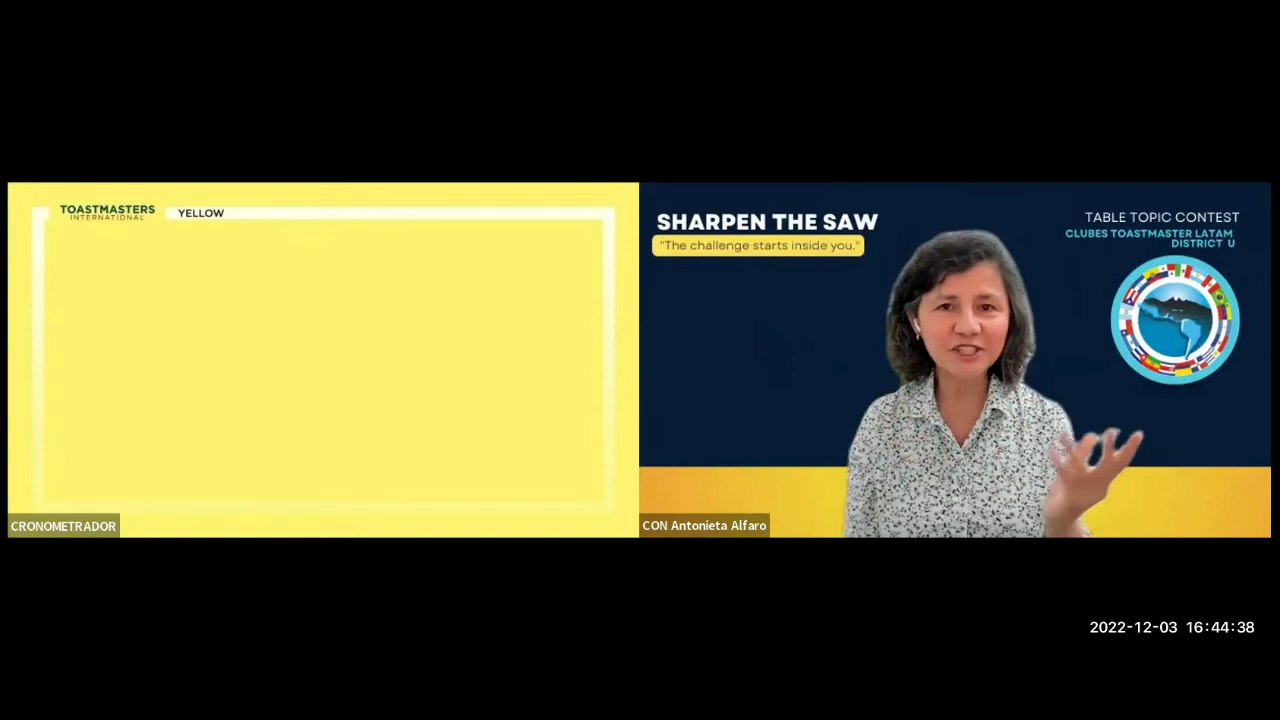 TOASTMASTERS
INTERNATIONAL
YELLOW
CRONOMETRADOR
SHARPEN THE SAW
"The challenge starts inside you."
TABLE TOPIC CONTEST
CLUBES TOASTMASTER LATAM
DISTRICT U
CON Antonieta Alfaro
2022-12-03 16:44:38